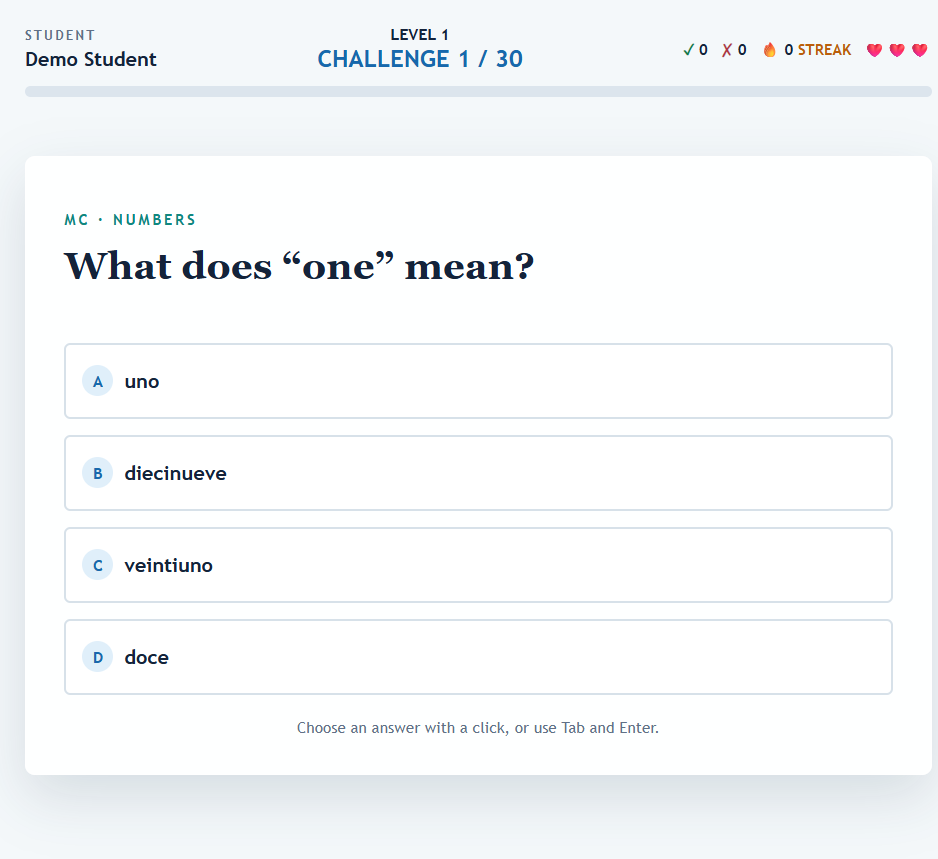 STUDENT
Demo Student
LEVEL 1
CHALLENGE 1 / 30
✓ 0 ✗ 0 🔥 0 STREAK ❤️ ❤️ ❤️
MC · NUMBERS
What does “one” mean?
A uno
B diecinueve
C veintiuno
D doce
Choose an answer with a click, or use Tab and Enter.